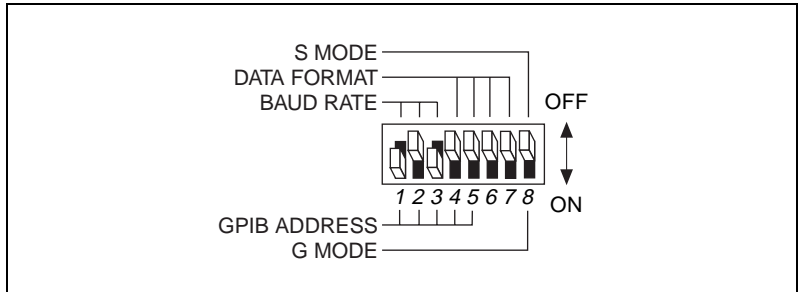 S MODE
DATA FORMAT
BAUD RATE
OFF
1 2 3 4 5 6 7 8
ON
GPIB ADDRESS
G MODE